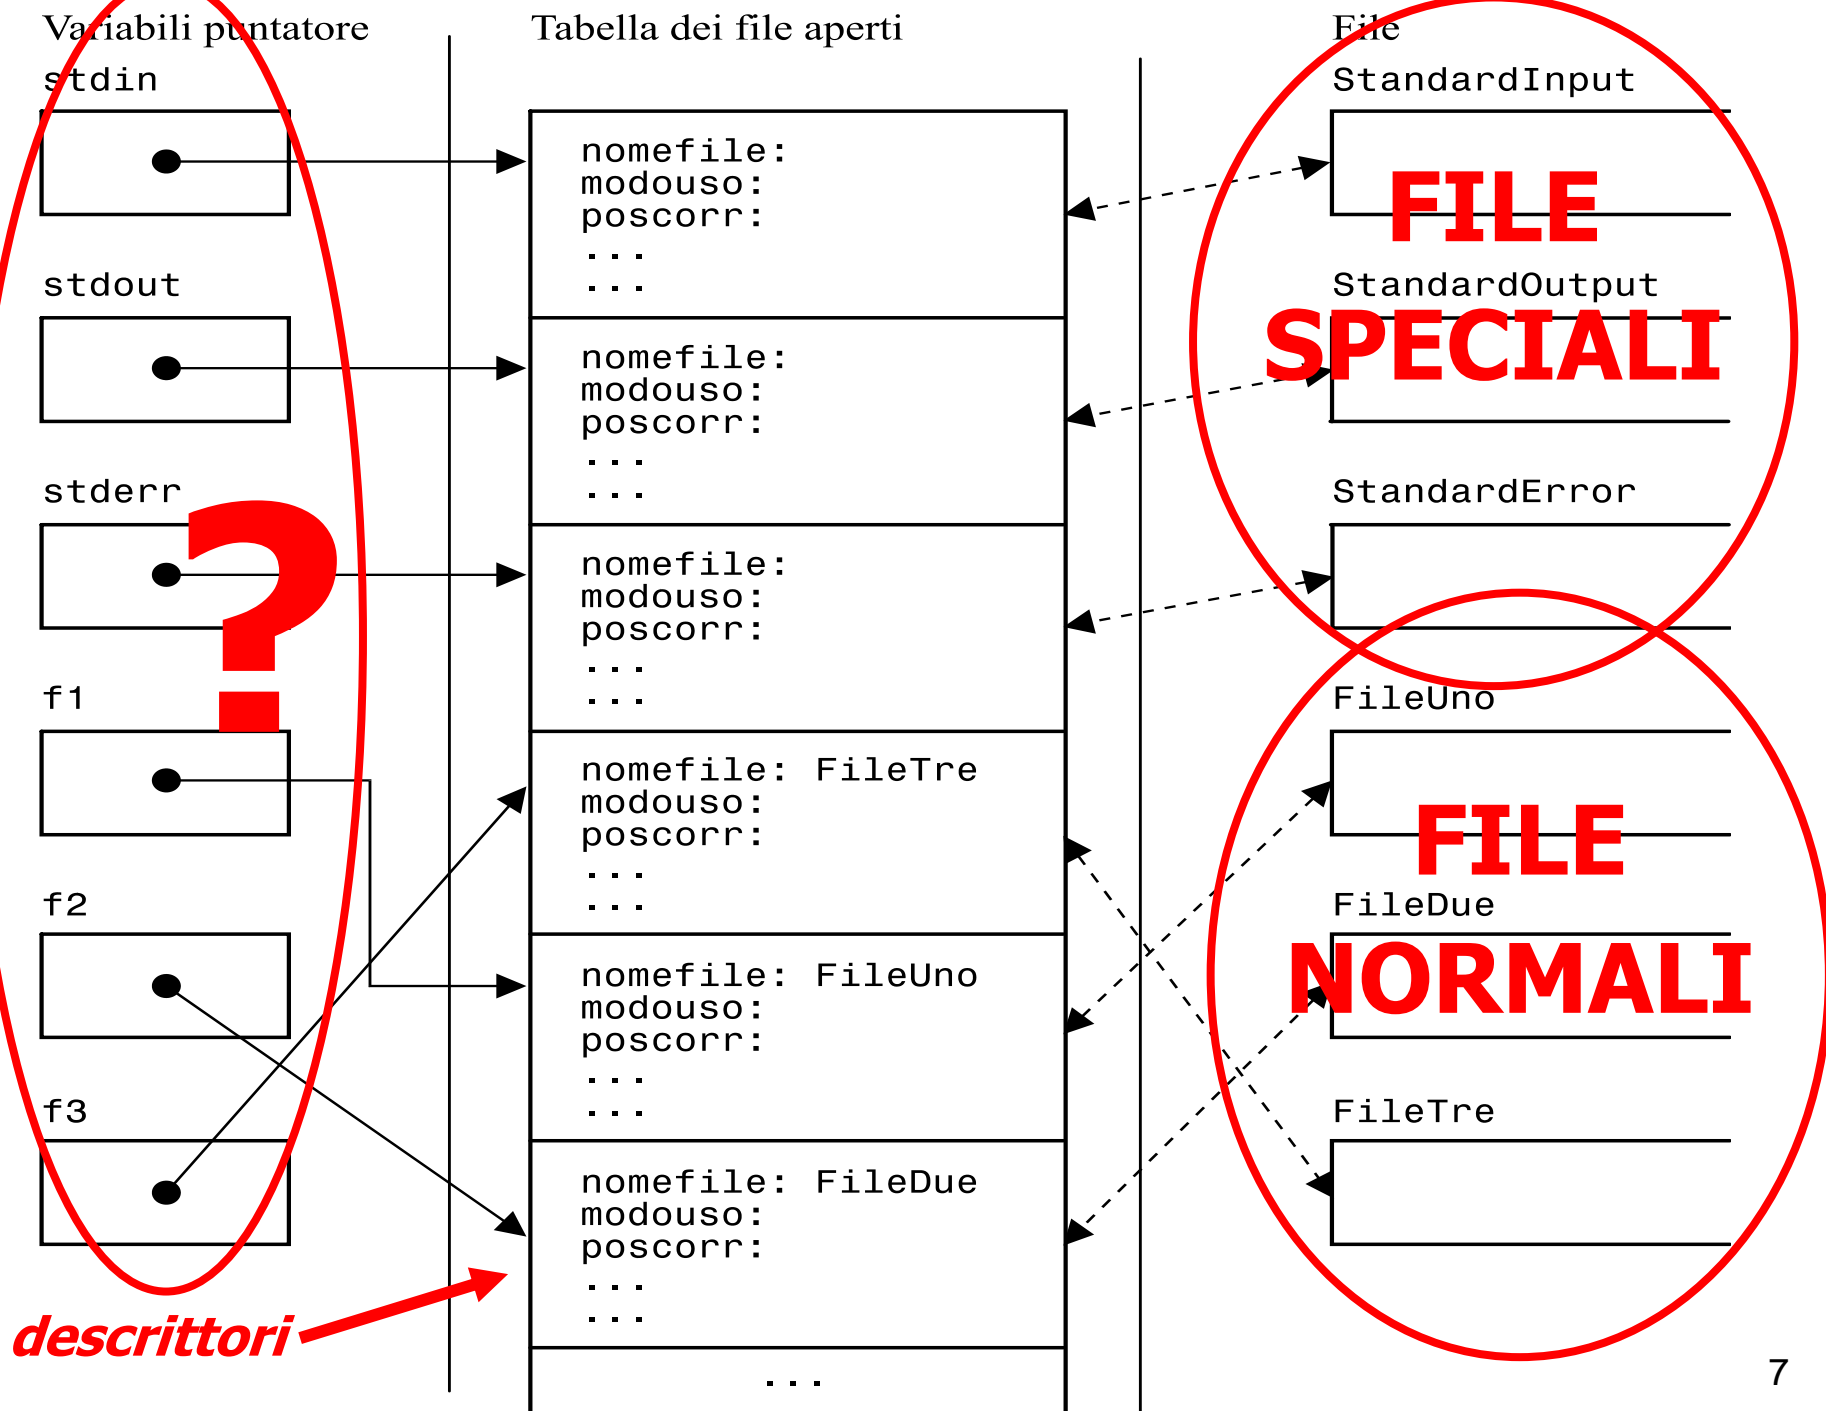 Variabili puntatore
stdin
stdout
stderr
?
f1
f2
f3
descrittori
Tabella dei file aperti
nomefile:
modouso:
poscorr:
...
...
nomefile:
modouso:
poscorr:
...
...
nomefile:
modouso:
poscorr:
...
...
nomefile: FileTre
modouso:
poscorr:
...
...
nomefile: FileUno
modouso:
poscorr:
...
...
nomefile: FileDue
modouso:
poscorr:
...
...
...
File
StandardInput
FILE
StandardOutput
SPECIALI
StandardError
FileUno
FILE
FileDue
NORMALI
FileTre
7